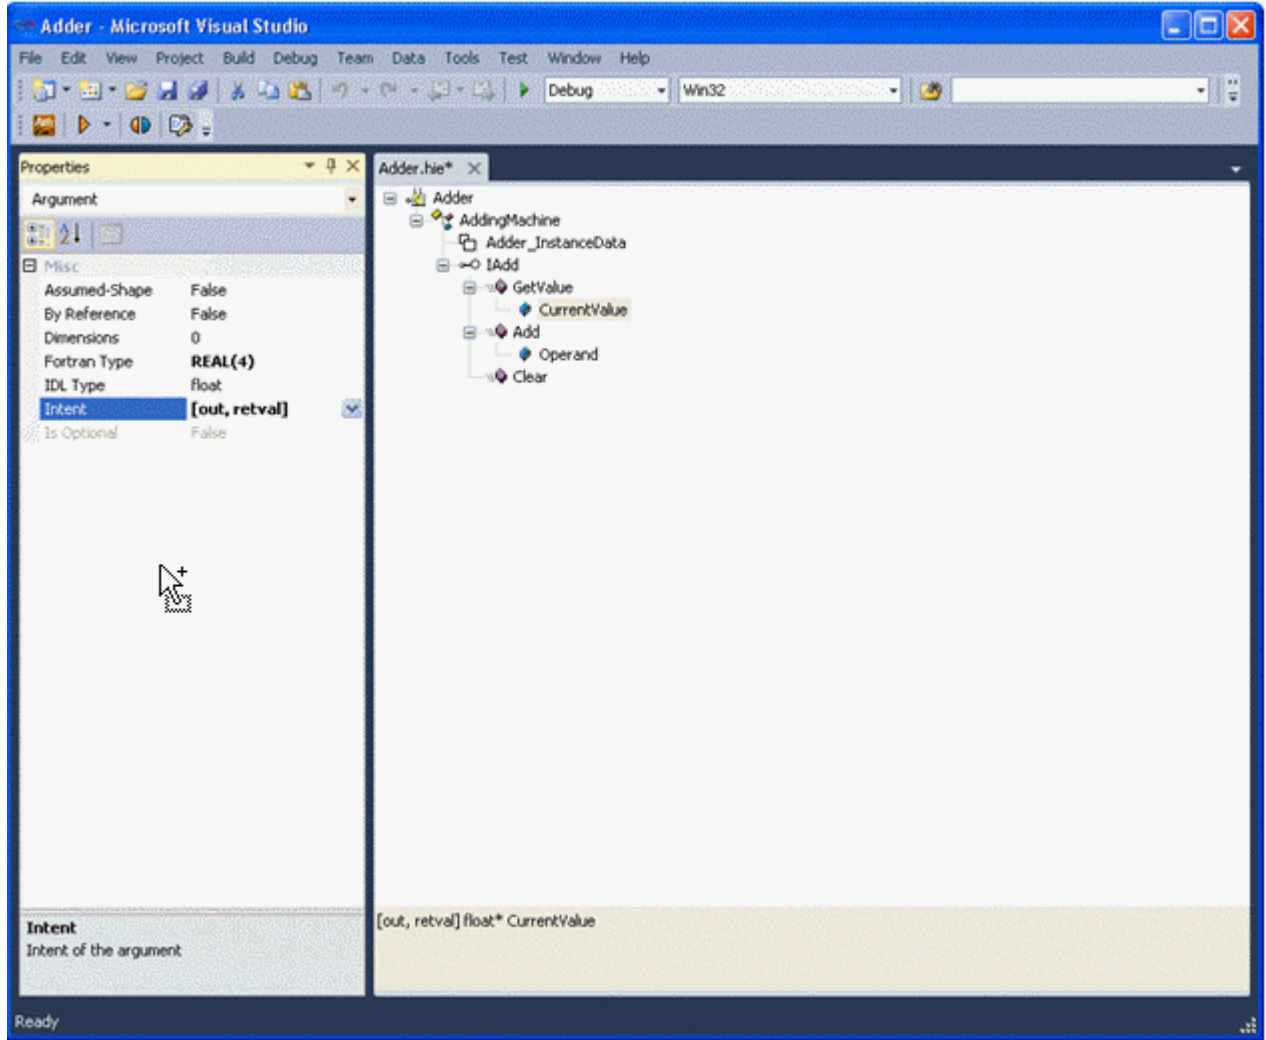 Adder - Microsoft Visual Studio
File Edit View Project Build Debug Team Data Tools Test Window Help
Debug Win32
Properties
Argument
Misc
Assumed-Shape False
By Reference False
Dimensions 0
Fortran Type REAL(4)
IDL Type float
Intent [out, retval]
Is Optional False
Intent
Intent of the argument
Adder.hie*
Adder
AddingMachine
Adder_InstanceData
IAdd
GetValue
CurrentValue
Add
Operand
Clear
[out, retval] float* CurrentValue
Ready